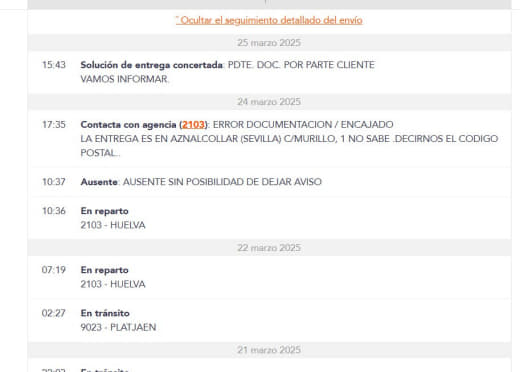 Ocultar el seguimiento detallado del envío
25 marzo 2025
15:43 Solución de entrega concertada: PDTE. DOC. POR PARTE CLIENTE
VAMOS INFORMAR.
24 marzo 2025
17:35 Contacta con agencia (2103): ERROR DOCUMENTACION / ENCAJADO
LA ENTREGA ES EN AZNALCOLLAR (SEVILLA) C/MURILLO, 1 NO SABE .DECIRNOS EL CODIGO
POSTAL..
10:37 Ausente: AUSENTE SIN POSIBILIDAD DE DEJAR AVISO
10:36 En reparto
2103 - HUELVA
22 marzo 2025
07:19 En reparto
2103 - HUELVA
02:27 En tránsito
9023 - PLATJAEN
21 marzo 2025
En tránsito